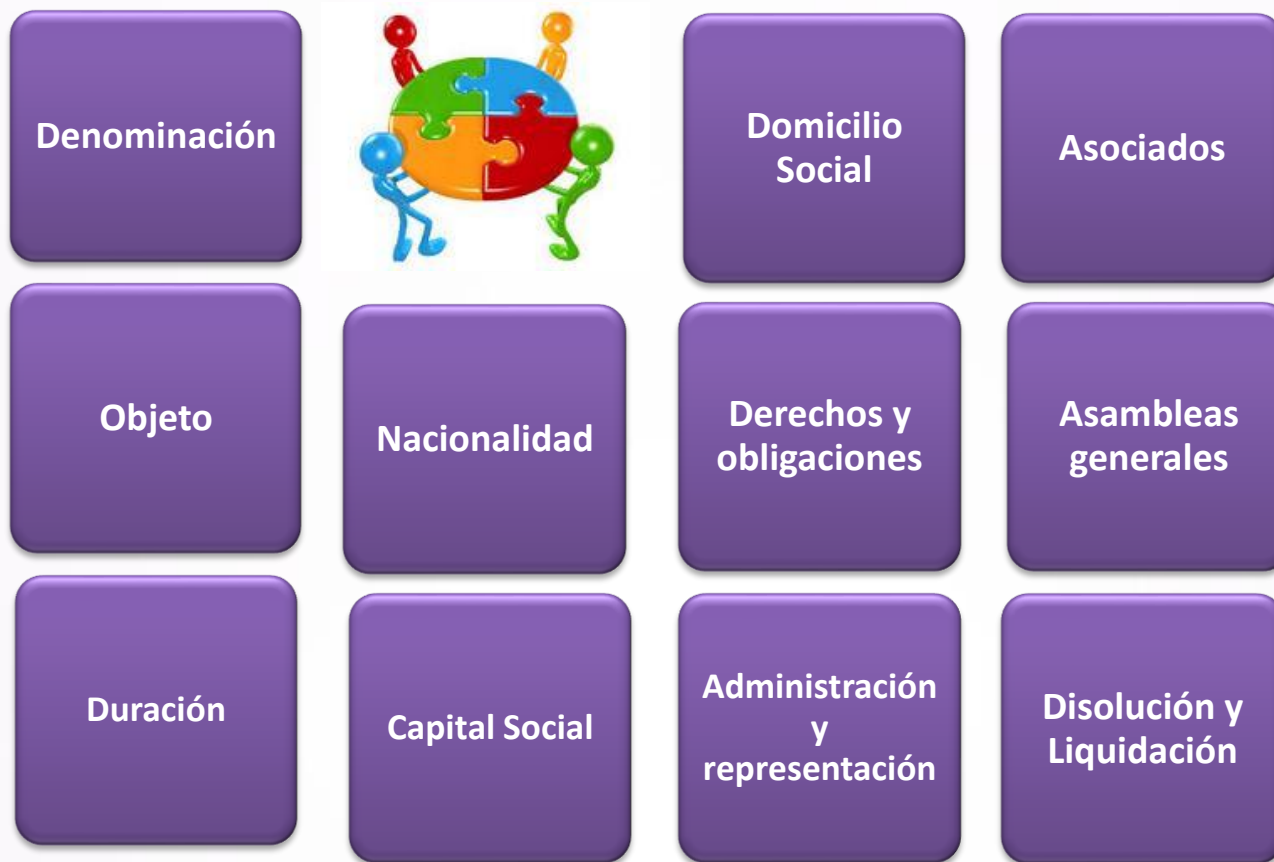 Denominación
Domicilio
Social
Asociados
Objeto
Nacionalidad
Derechos y
obligaciones
Asambleas
generales
Duración
Capital Social
Administración
y
representación
Disolución y
Liquidación